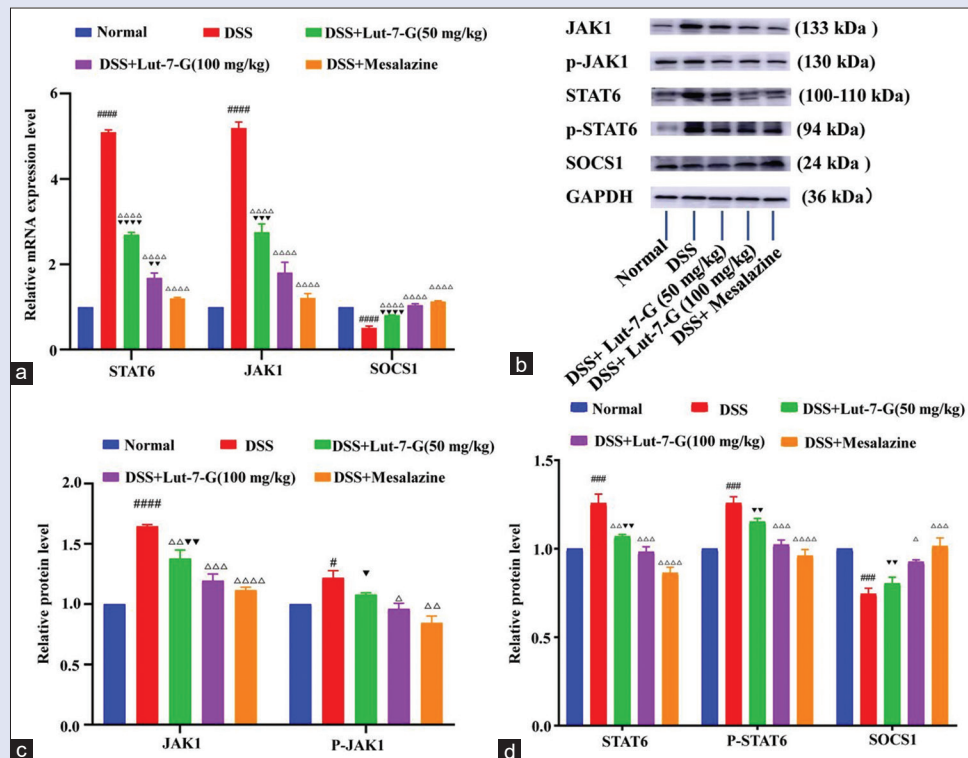 Normal DSS DSS+Lut-7-G(50 mg/kg)
DSS+Lut-7-G(100 mg/kg) DSS+Mesalazine
Relative mRNA expression level
6
4
2
0
####
△△△△
▼▼▼▼
△△△△
▼▼
△△△△
####
△△△△
▼▼▼
△△△△
△△△△
####
△△△△
▼▼▼▼
△△△△
△△△△
STAT6 JAK1 SOCS1
a
JAK1 (133 kDa )
p-JAK1 (130 kDa)
STAT6 (100-110 kDa)
p-STAT6 (94 kDa)
SOCS1 (24 kDa )
GAPDH (36 kDa）
Normal
DSS
DSS+ Lut-7-G (50 mg/kg)
DSS+ Lut-7-G (100 mg/kg)
DSS+ Mesalazine
b
Normal DSS DSS+Lut-7-G(50 mg/kg)
DSS+Lut-7-G(100 mg/kg) DSS+Mesalazine
Relative protein level
2.0
1.5
1.0
0.5
0.0
####
△△▼▼
△△△
△△△△
#
▼
△
△△
JAK1 P-JAK1
c
Normal DSS DSS+Lut-7-G(50 mg/kg)
DSS+Lut-7-G(100 mg/kg) DSS+Mesalazine
Relative protein level
1.5
1.0
0.5
0.0
###
△△▼▼
△△△
△△△△
###
▼▼
△△△
△△△△
###
▼▼
△
△△△
STAT6 P-STAT6 SOCS1
d